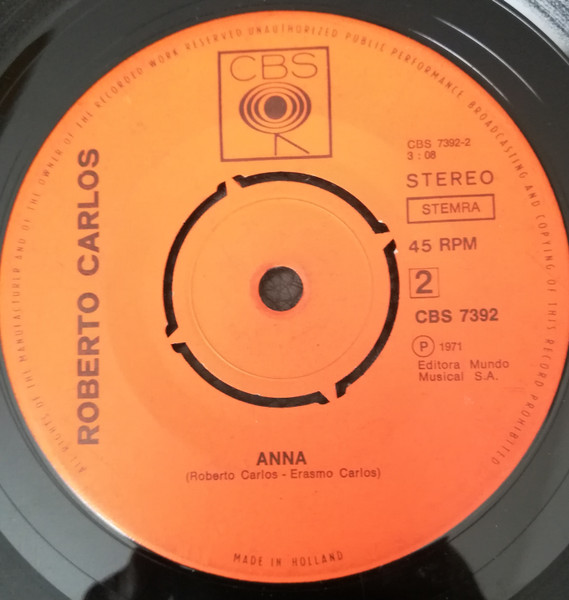 ALL RIGHTS OF THE MANUFACTURER AND OF THE OWNER OF THE RECORDED WORK RESERVED UNAUTHORIZED PUBLIC PERFORMANCE BROADCASTING AND COPYING OF THIS RECORD PROHIBITED
CBS
ROBERTO CARLOS
CBS 7392-2
3 : 08
STEREO
STEMRA
45 RPM
2
CBS 7392
P 1971
Editora Mundo
Musical S.A.
ANNA
(Roberto Carlos - Erasmo Carlos)
MADE IN HOLLAND